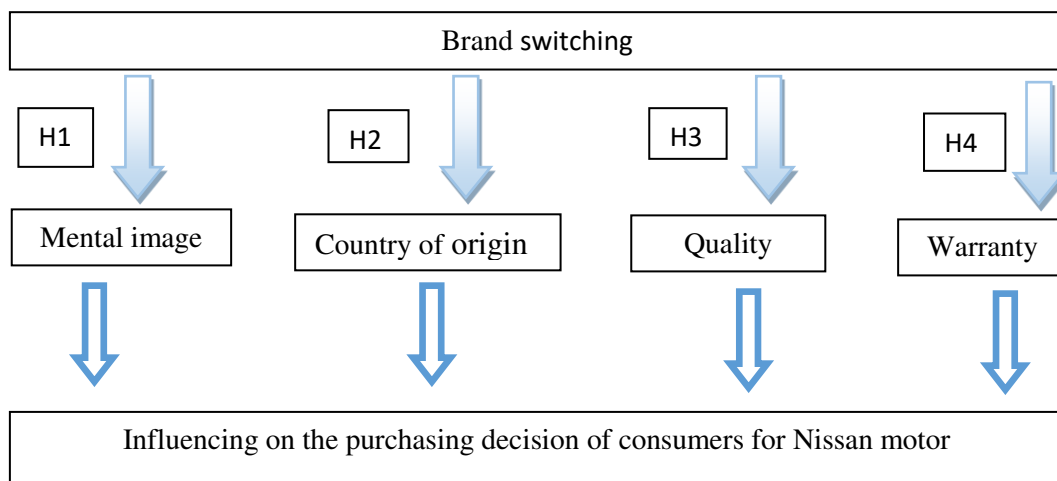 Brand switching
H1
H2
H3
H4
Mental image
Country of origin
Quality
Warranty
Influencing on the purchasing decision of consumers for Nissan motor